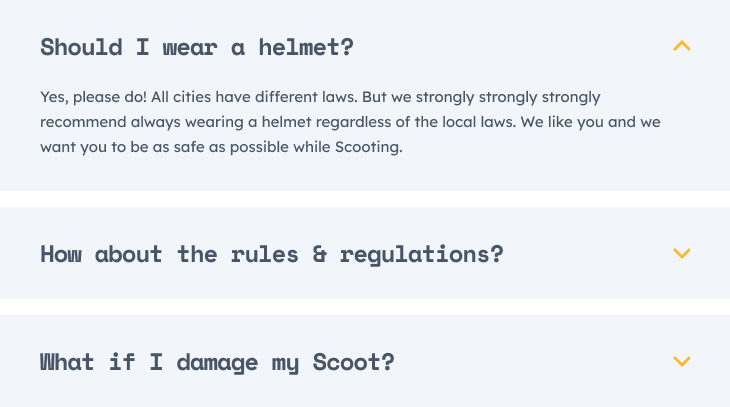 Should I wear a helmet?
Yes, please do! All cities have different laws. But we strongly strongly strongly
recommend always wearing a helmet regardless of the local laws. We like you and we
want you to be as safe as possible while Scooting.
How about the rules & regulations?
What if I damage my Scoot?